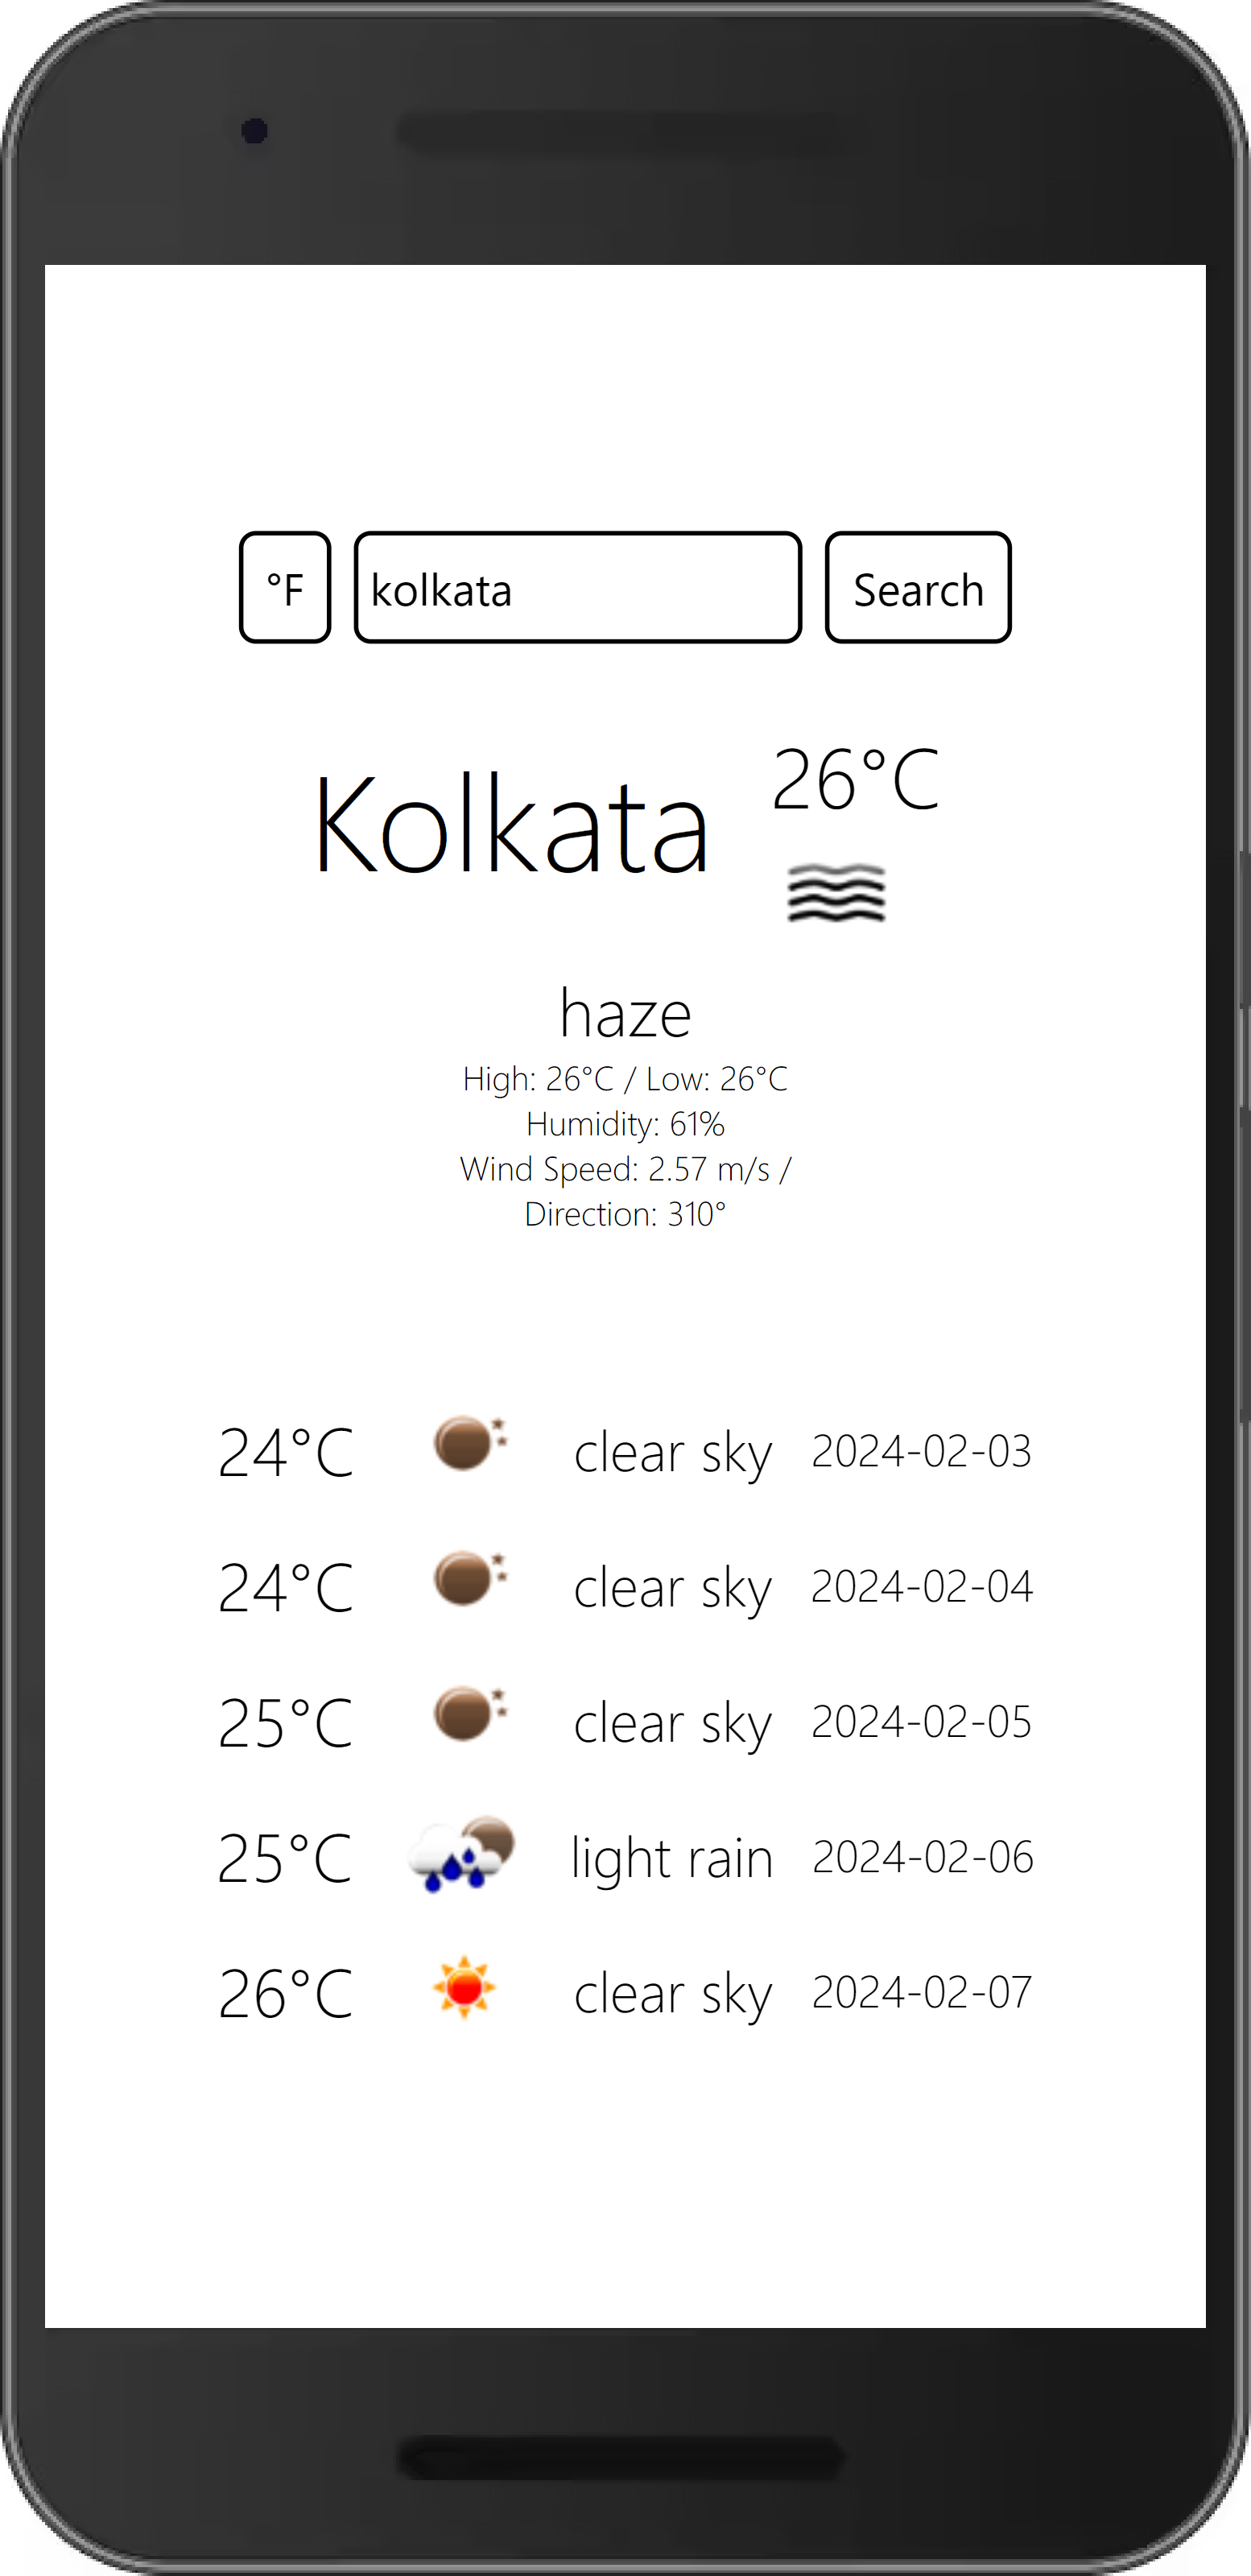 °F kolkata Search
Kolkata 26°C
haze
High: 26°C / Low: 26°C
Humidity: 61%
Wind Speed: 2.57 m/s /
Direction: 310°
24°C clear sky 2024-02-03
24°C clear sky 2024-02-04
25°C clear sky 2024-02-05
25°C light rain 2024-02-06
26°C clear sky 2024-02-07